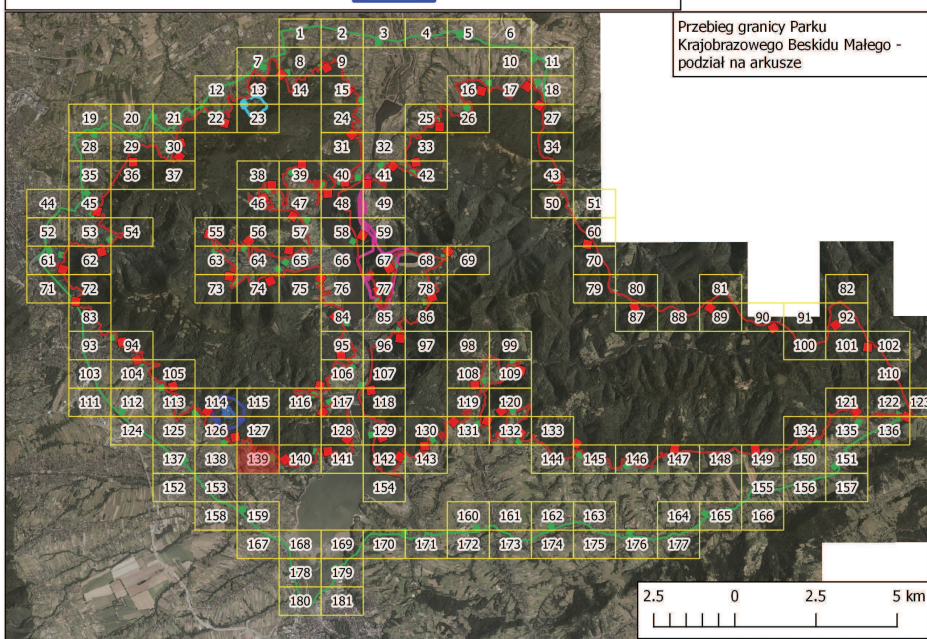 Przebieg granicy Parku
Krajobrazowego Beskidu Małego -
podział na arkusze
1 2 3 4 5 6
7 8 9 10 11
12 13 14 15 16 17 18
19 20 21 22 23 24 25 26 27
28 29 30 31 32 33 34
35 36 37 38 39 40 41 42 43
44 45 46 47 48 49 50 51
52 53 54 55 56 57 58 59 60
61 62 63 64 65 66 67 68 69 70
71 72 73 74 75 76 77 78 79 80 81 82
83 84 85 86 87 88 89 90 91 92
93 94 95 96 97 98 99 100 101 102
103 104 105 106 107 108 109 110
111 112 113 114 115 116 117 118 119 120 121 122 123
124 125 126 127 128 129 130 131 132 133 134 135 136
137 138 139 140 141 142 143 144 145 146 147 148 149 150 151
152 153 154 155 156 157
158 159 160 161 162 163 164 165 166
167 168 169 170 171 172 173 174 175 176 177
178 179
180 181
2.5 0 2.5 5 km